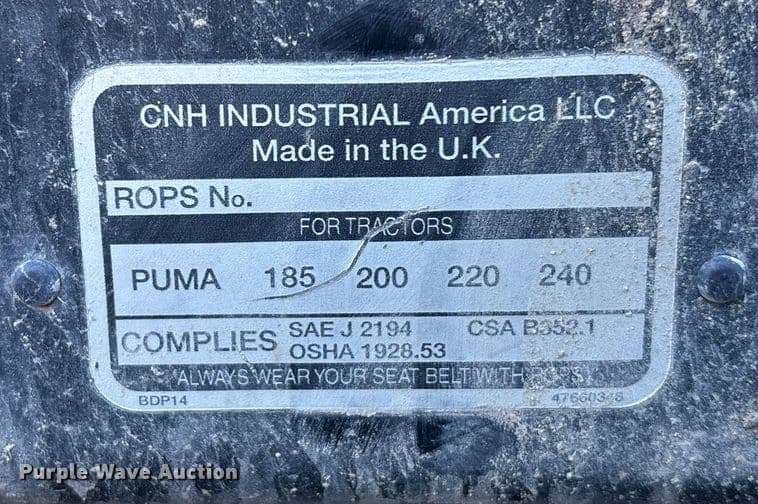 CNH INDUSTRIAL America LLC
Made in the U.K.
ROPS No.
FOR TRACTORS
PUMA 185 200 220 240
COMPLIES SAE J 2194 CSA B352.1
OSHA 1928.53
ALWAYS WEAR YOUR SEAT BELT WITH ROPS
BDP14 47660348
Purple Wave Auction